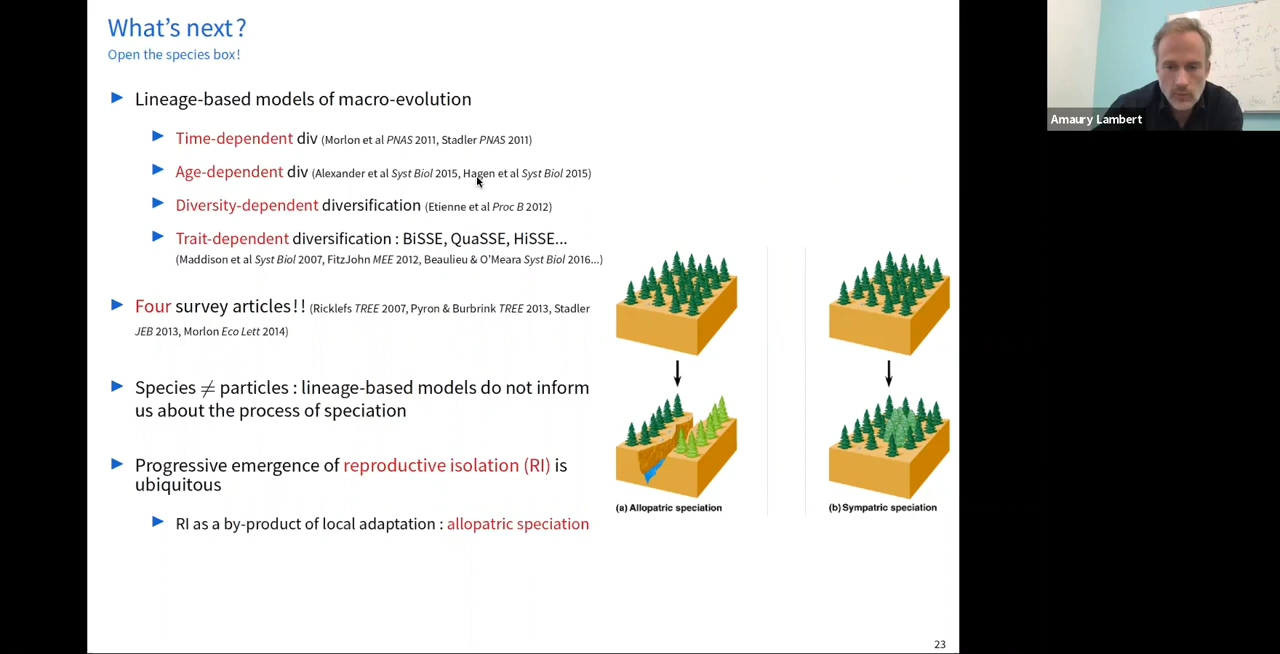 What's next ?
Open the species box!
Lineage-based models of macro-evolution
Time-dependent div (Morlon et al PNAS 2011, Stadler PNAS 2011)
Age-dependent div (Alexander et al Syst Biol 2015, Hagen et al Syst Biol 2015)
Diversity-dependent diversification (Etienne et al Proc B 2012)
Trait-dependent diversification : BiSSE, QuaSSE, HiSSE...
(Maddison et al Syst Biol 2007, FitzJohn MEE 2012, Beaulieu & O'Meara Syst Biol 2016...)
Four survey articles!! (Ricklefs TREE 2007, Pyron & Burbrink TREE 2013, Stadler
JEB 2013, Morlon Eco Lett 2014)
Species ≠ particles : lineage-based models do not inform
us about the process of speciation
Progressive emergence of reproductive isolation (RI) is
ubiquitous
RI as a by-product of local adaptation : allopatric speciation
(a) Allopatric speciation
(b) Sympatric speciation
23
Amaury Lambert